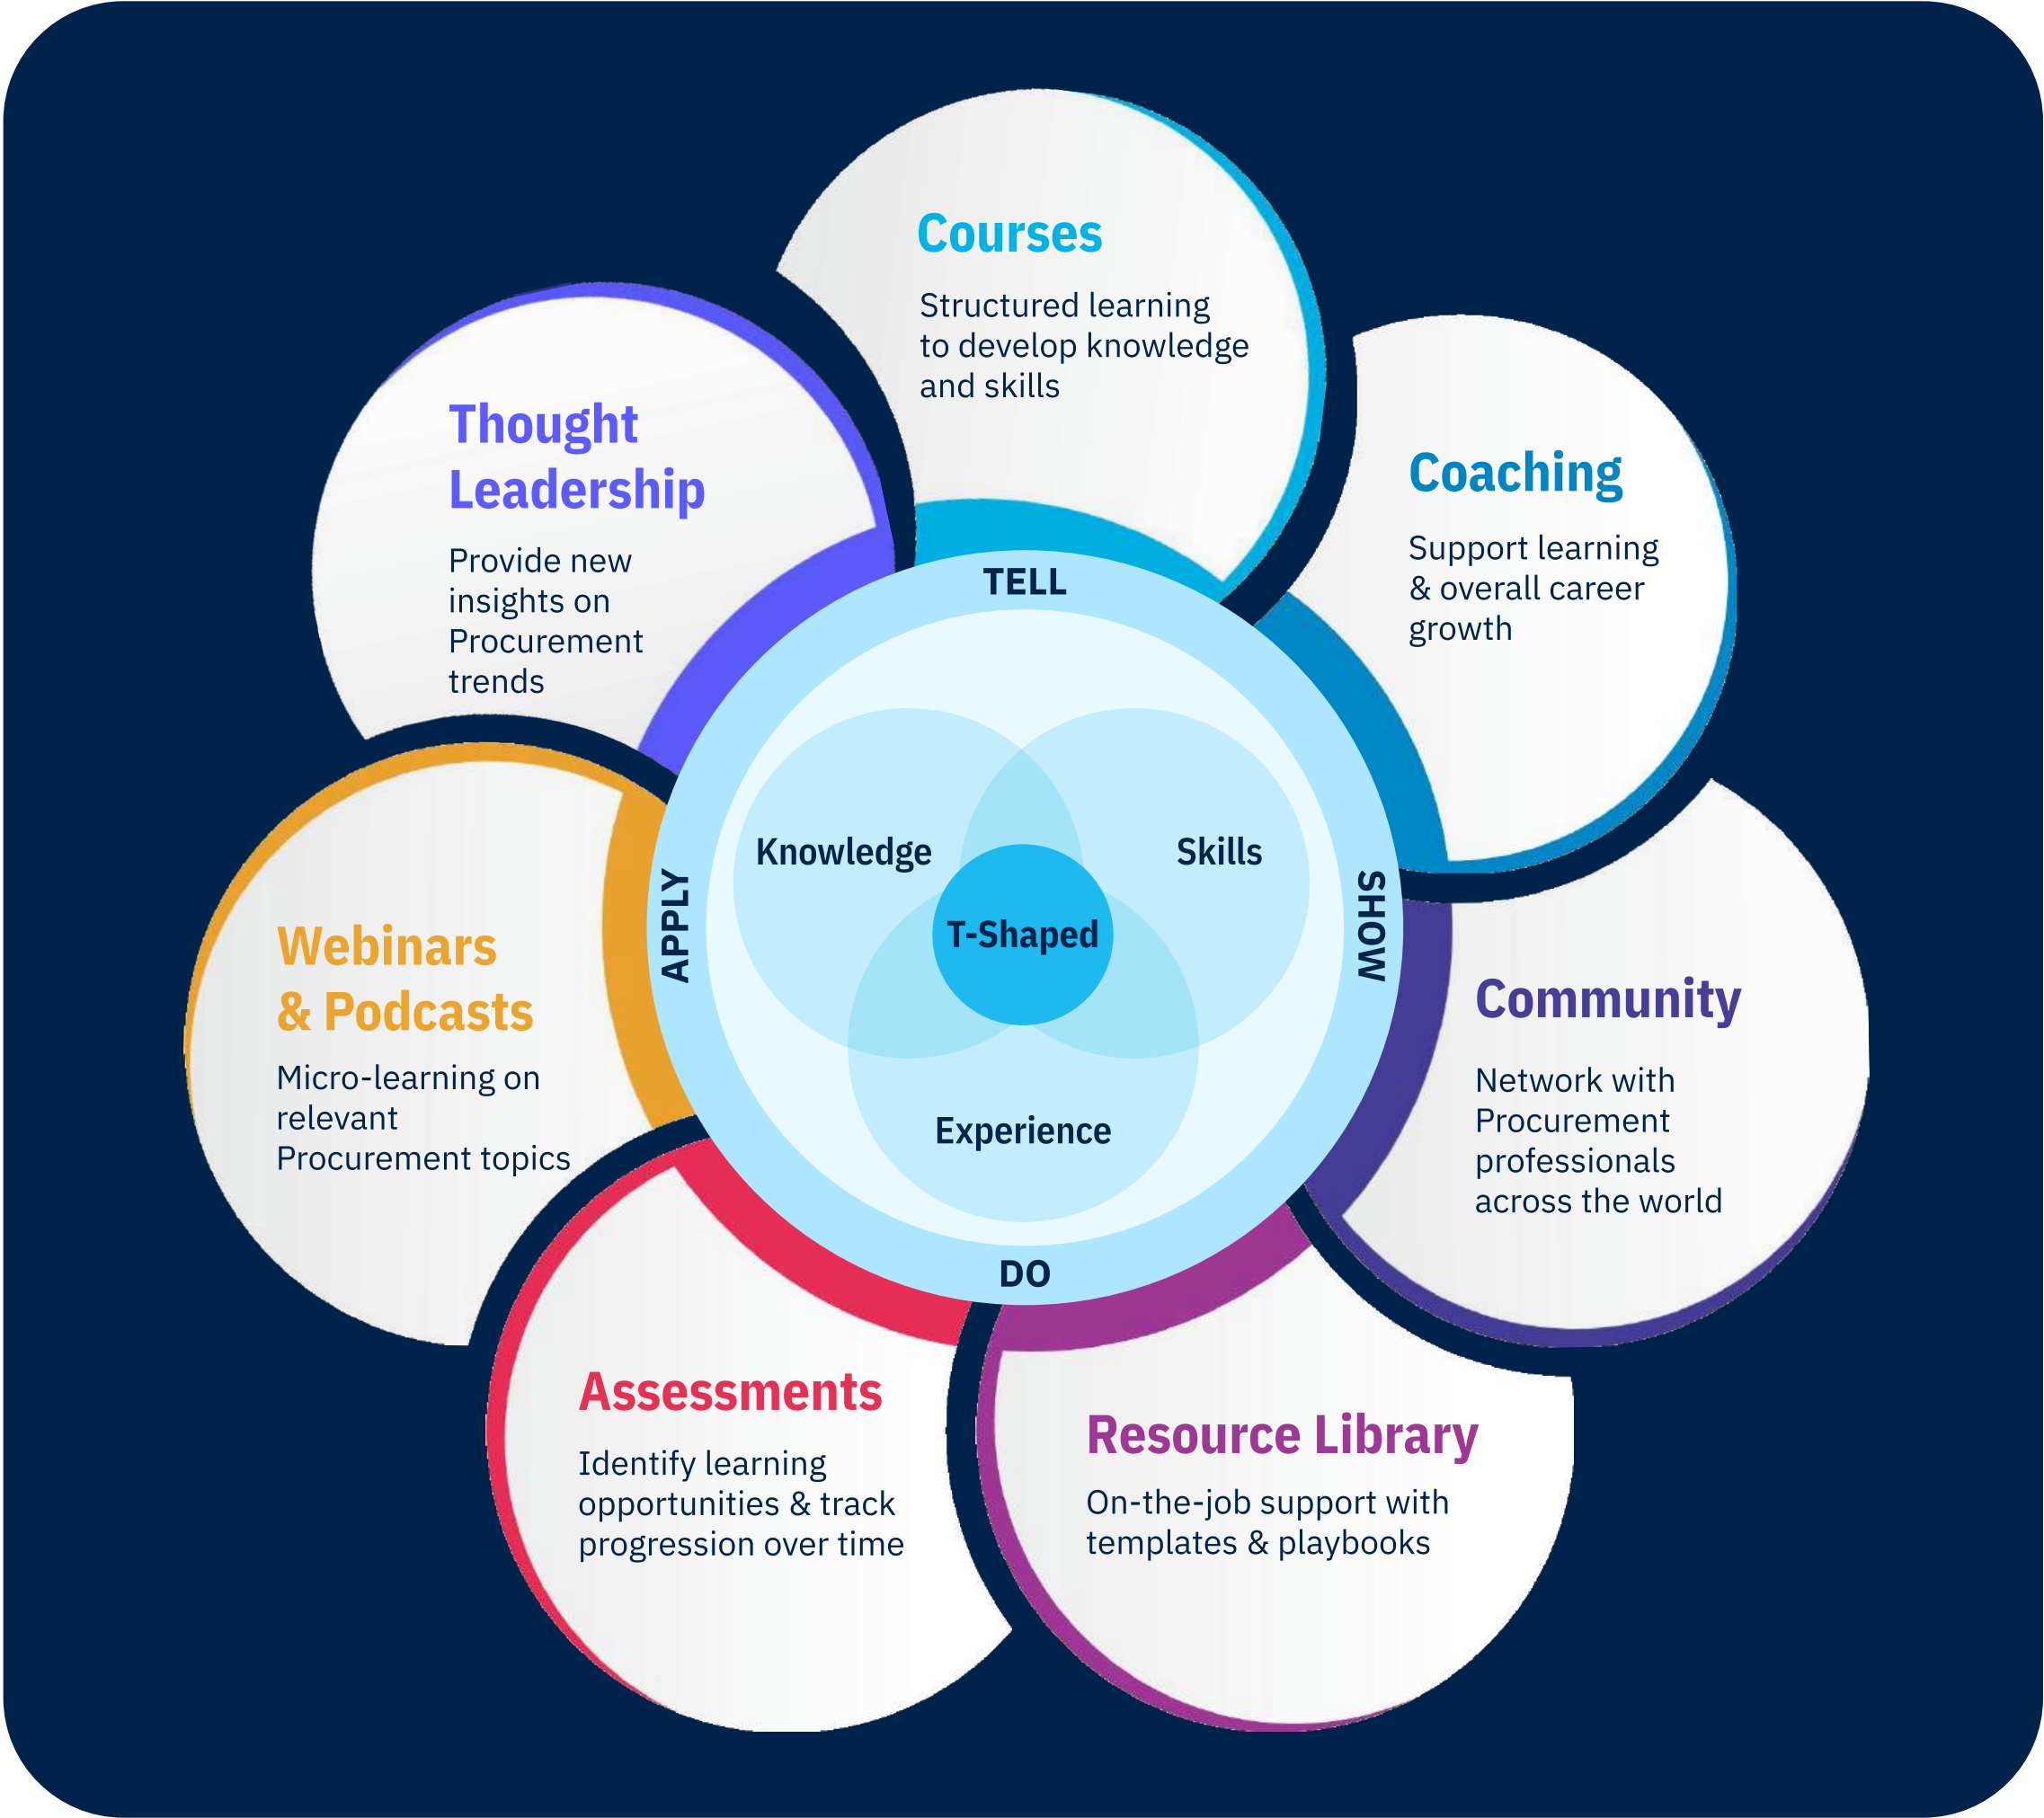 Courses
Structured learning
to develop knowledge
and skills
Coaching
Support learning
& overall career
growth
Community
Network with
Procurement
professionals
across the world
Resource Library
On-the-job support with
templates & playbooks
Assessments
Identify learning
opportunities & track
progression over time
Webinars
& Podcasts
Micro-learning on
relevant
Procurement topics
Thought
Leadership
Provide new
insights on
Procurement
trends
TELL
SHOW
DO
APPLY
Knowledge
Skills
T-Shaped
Experience